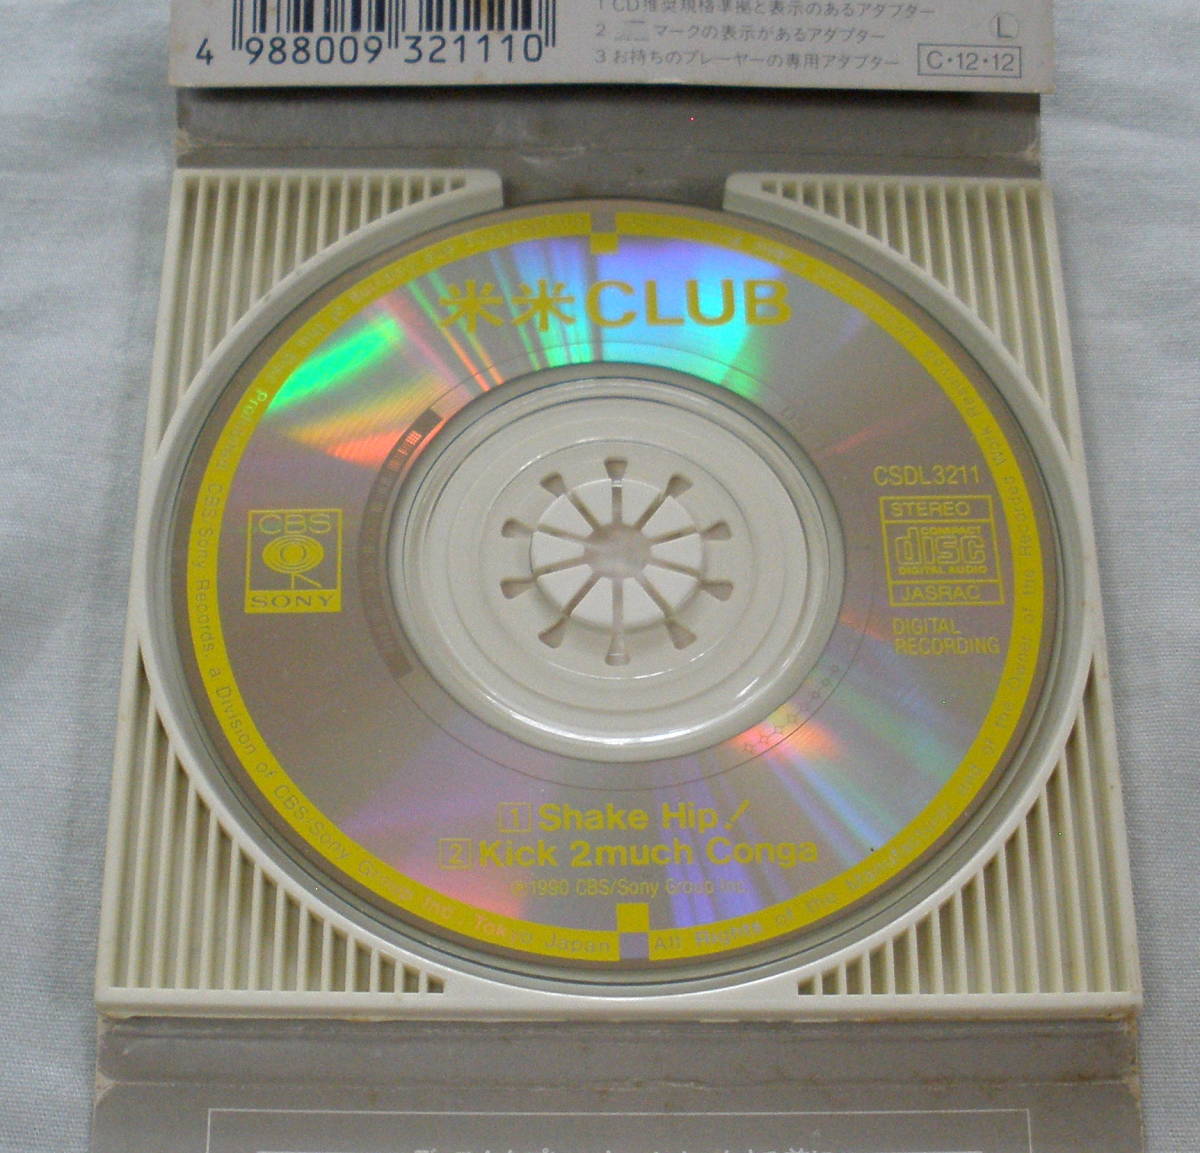 1 CD推奨規格準拠と表示のあるアダプター
2 マークの表示があるアダプター
3 お持ちのプレーヤーの専用アダプター
L
C・12・12
4 988009 321110
米米CLUB
CSDL3211
STEREO
COMPACT
disc
DIGITAL AUDIO
JASRAC
DIGITAL
RECORDING
CBS
SONY
1 Shake Hip!
2 Kick 2much Conga
℗1990 CBS/Sony Group Inc.
All Rights of the Manufacturer and of the Owner of the Recorded Work Reserved
Prohibited. CBS/Sony Records, a Division of CBS/Sony Group Inc. Tokyo Japan